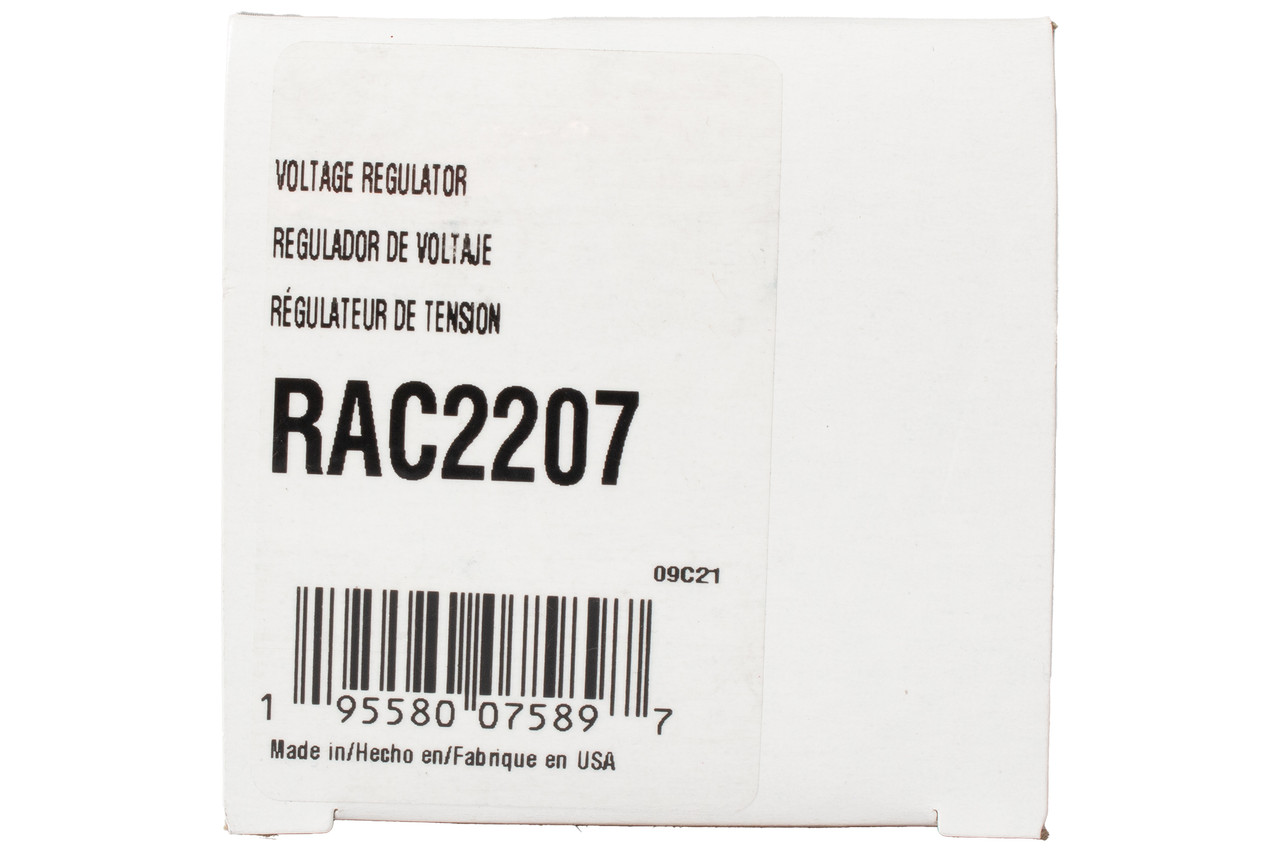 VOLTAGE REGULATOR
REGULADOR DE VOLTAJE
RÉGULATEUR DE TENSION
RAC2207
09C21
1 95580 07589 7
Made in/Hecho en/Fabrique en USA